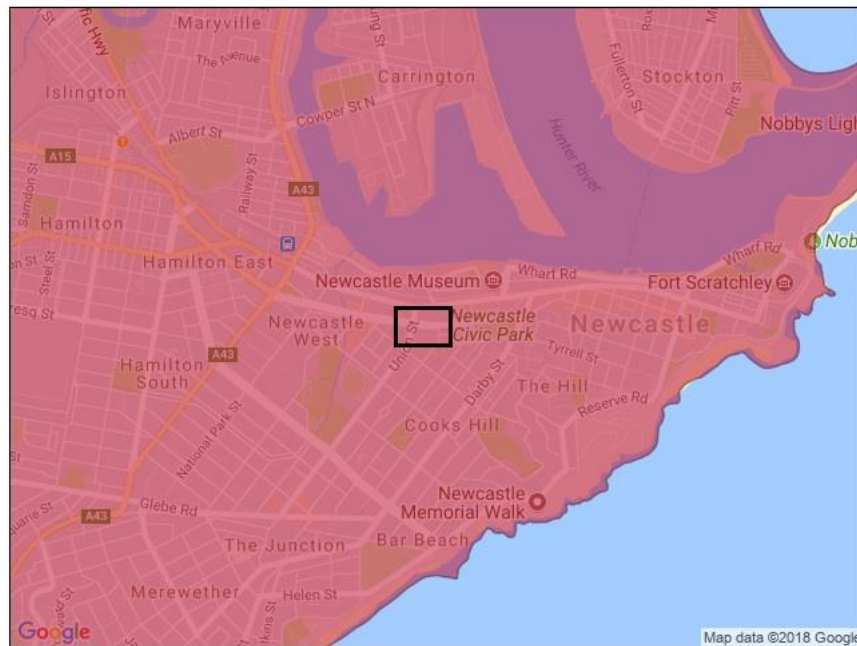 fic Hwy
Maryville
The Avenue
Islington
Carrington
Cowper St N
Fullerton St
Stockton
Pitt St
Nobbys Ligh
Albert St
Railway St
Hunter River
A15
A43
Samdon St
Hamilton
Steel St
Hamilton East
Newcastle Museum
Wharf Rd
Wharf Rd
Nob
Fort Scratchley
Newcastle
West
Union St
Newcastle
Civic Park
Newcastle
Tyrrell St
A43
Hamilton
South
Darby St
The Hill
Reserve Rd
National Park St
Cooks Hill
Newcastle
Memorial Walk
Glebe Rd
A43
The Junction
Bar Beach
Merewether
Helen St
Google
Map data ©2018 Google